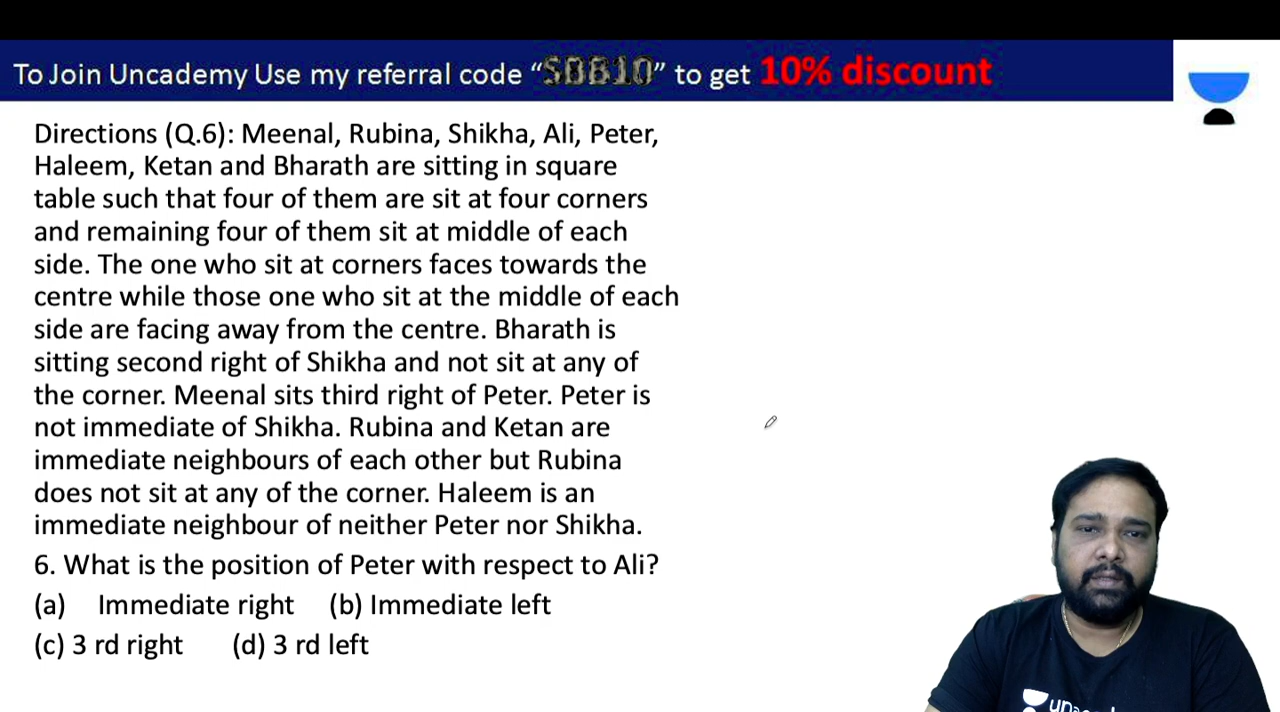 To Join Uncademy Use my referral code “SBB10” to get 10% discount
Directions (Q.6): Meenal, Rubina, Shikha, Ali, Peter,
Haleem, Ketan and Bharath are sitting in square
table such that four of them are sit at four corners
and remaining four of them sit at middle of each
side. The one who sit at corners faces towards the
centre while those one who sit at the middle of each
side are facing away from the centre. Bharath is
sitting second right of Shikha and not sit at any of
the corner. Meenal sits third right of Peter. Peter is
not immediate of Shikha. Rubina and Ketan are
immediate neighbours of each other but Rubina
does not sit at any of the corner. Haleem is an
immediate neighbour of neither Peter nor Shikha.
6. What is the position of Peter with respect to Ali?
(a) Immediate right (b) Immediate left
(c) 3 rd right (d) 3 rd left